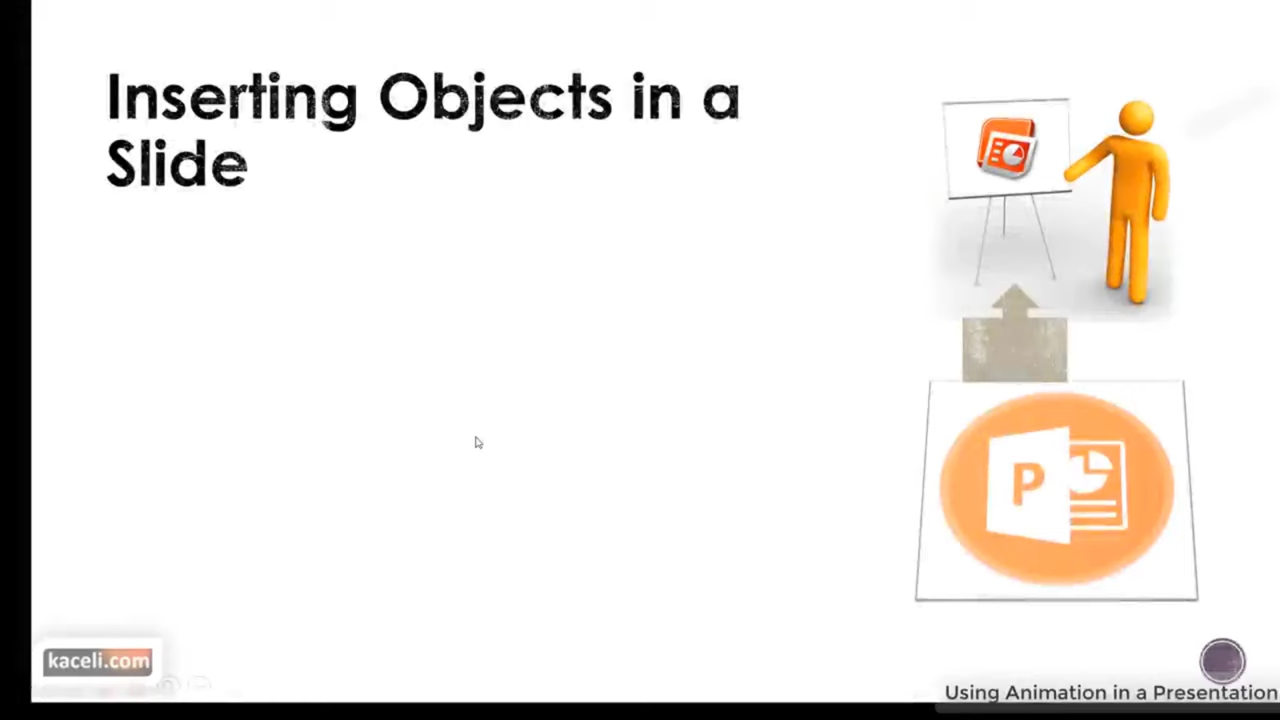 Inserting Objects in a
Slide
P
kaceli.com
Using Animation in a Presentation